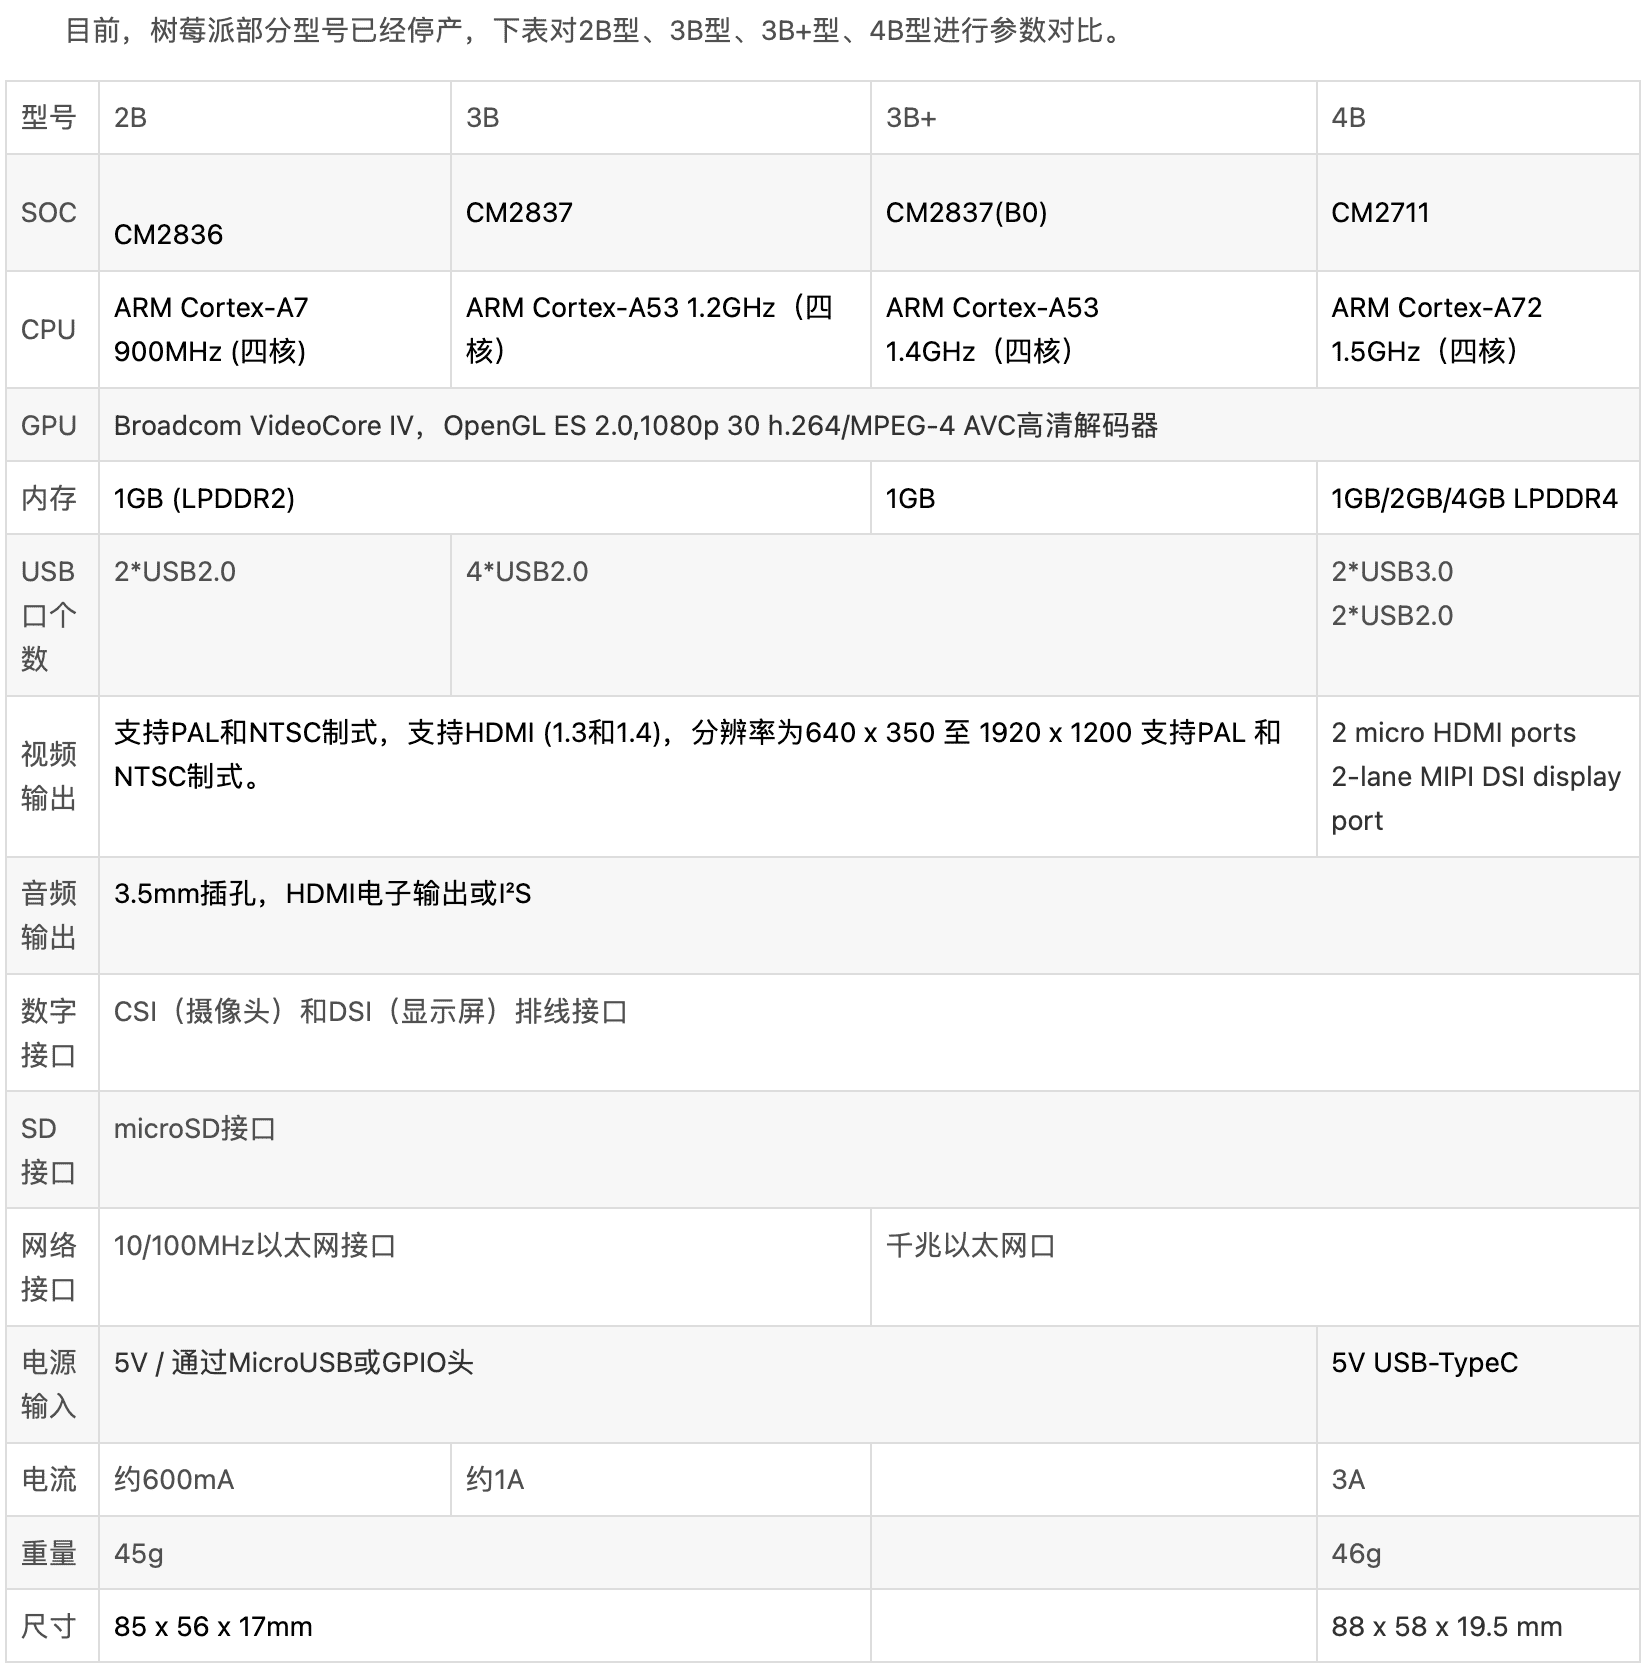 目前，树莓派部分型号已经停产，下表对2B型、3B型、3B+型、4B型进行参数对比。
型号 2B 3B 3B+ 4B
SOC CM2836 CM2837 CM2837(B0) CM2711
CPU
ARM Cortex-A7
900MHz (四核)
ARM Cortex-A53 1.2GHz（四
核）
ARM Cortex-A53
1.4GHz（四核）
ARM Cortex-A72
1.5GHz（四核）
GPU Broadcom VideoCore IV，OpenGL ES 2.0,1080p 30 h.264/MPEG-4 AVC高清解码器
内存 1GB (LPDDR2) 1GB 1GB/2GB/4GB LPDDR4
USB
口个
数
2*USB2.0
4*USB2.0
2*USB3.0
2*USB2.0
视频
输出
支持PAL和NTSC制式，支持HDMI (1.3和1.4)，分辨率为640 x 350 至 1920 x 1200 支持PAL 和
NTSC制式。
2 micro HDMI ports
2-lane MIPI DSI display
port
音频
输出
3.5mm插孔，HDMI电子输出或I²S
数字
接口
CSI（摄像头）和DSI（显示屏）排线接口
SD
接口
microSD接口
网络
接口
10/100MHz以太网接口
千兆以太网口
电源
输入
5V / 通过MicroUSB或GPIO头
5V USB-TypeC
电流 约600mA 约1A 3A
重量 45g 46g
尺寸 85 x 56 x 17mm 88 x 58 x 19.5 mm